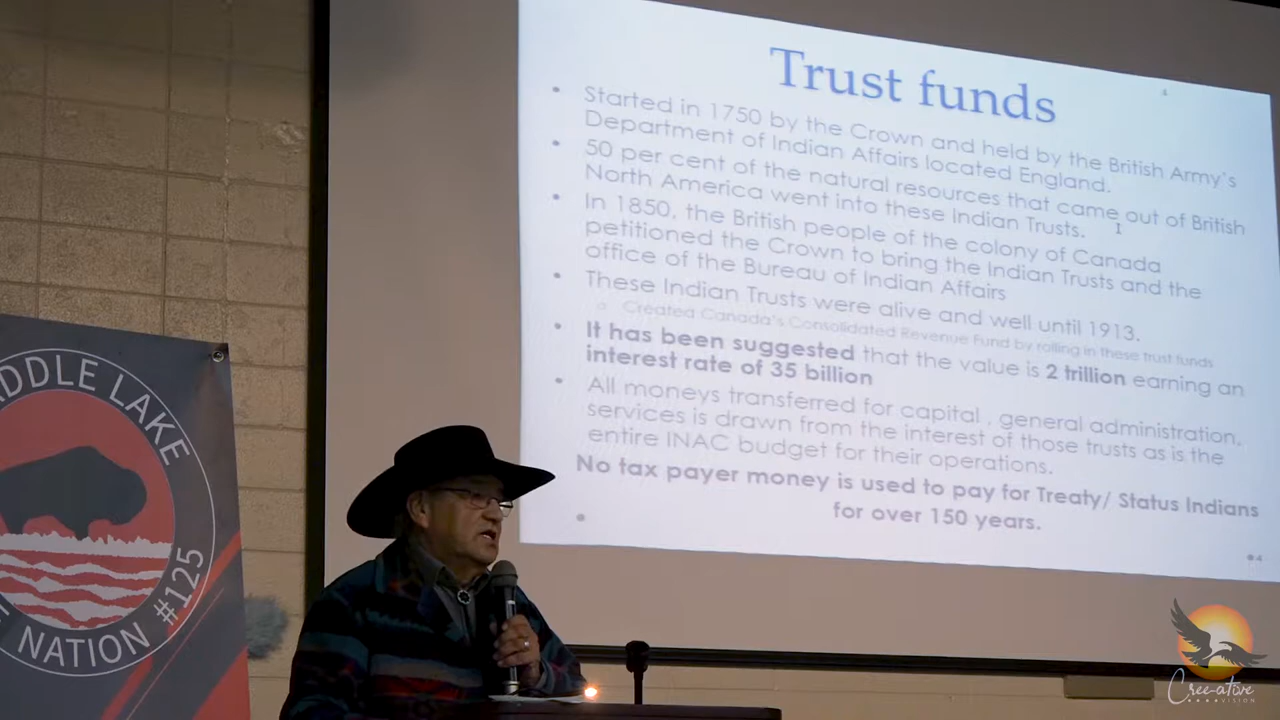 Trust funds
• Started in 1750 by the Crown and held by the British Army's
Department of Indian Affairs located England.
• 50 per cent of the natural resources that came out of British
North America went into these Indian Trusts.
• In 1850, the British people of the colony of Canada
petitioned the Crown to bring the Indian Trusts and the
office of the Bureau of Indian Affairs
• These Indian Trusts were alive and well until 1913.
o Created Canada's Consolidated Revenue Fund by rolling in these trust funds
• It has been suggested that the value is 2 trillion earning an
interest rate of 35 billion
• All moneys transferred for capital , general administration,
services is drawn from the interest of those trusts as is the
entire INAC budget for their operations.
No tax payer money is used to pay for Treaty/ Status Indians
for over 150 years.
•4
DDLE LAKE
NATION #125
Cree-ative
VISION